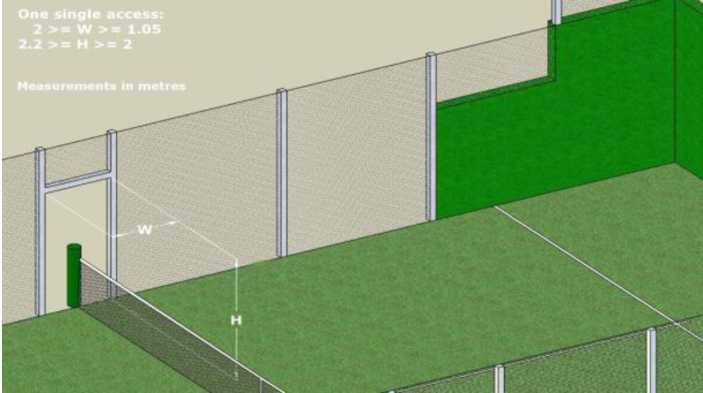 One single access:
2 >= W >= 1.05
2.2 >= H >= 2
Measurements in metres
W
H